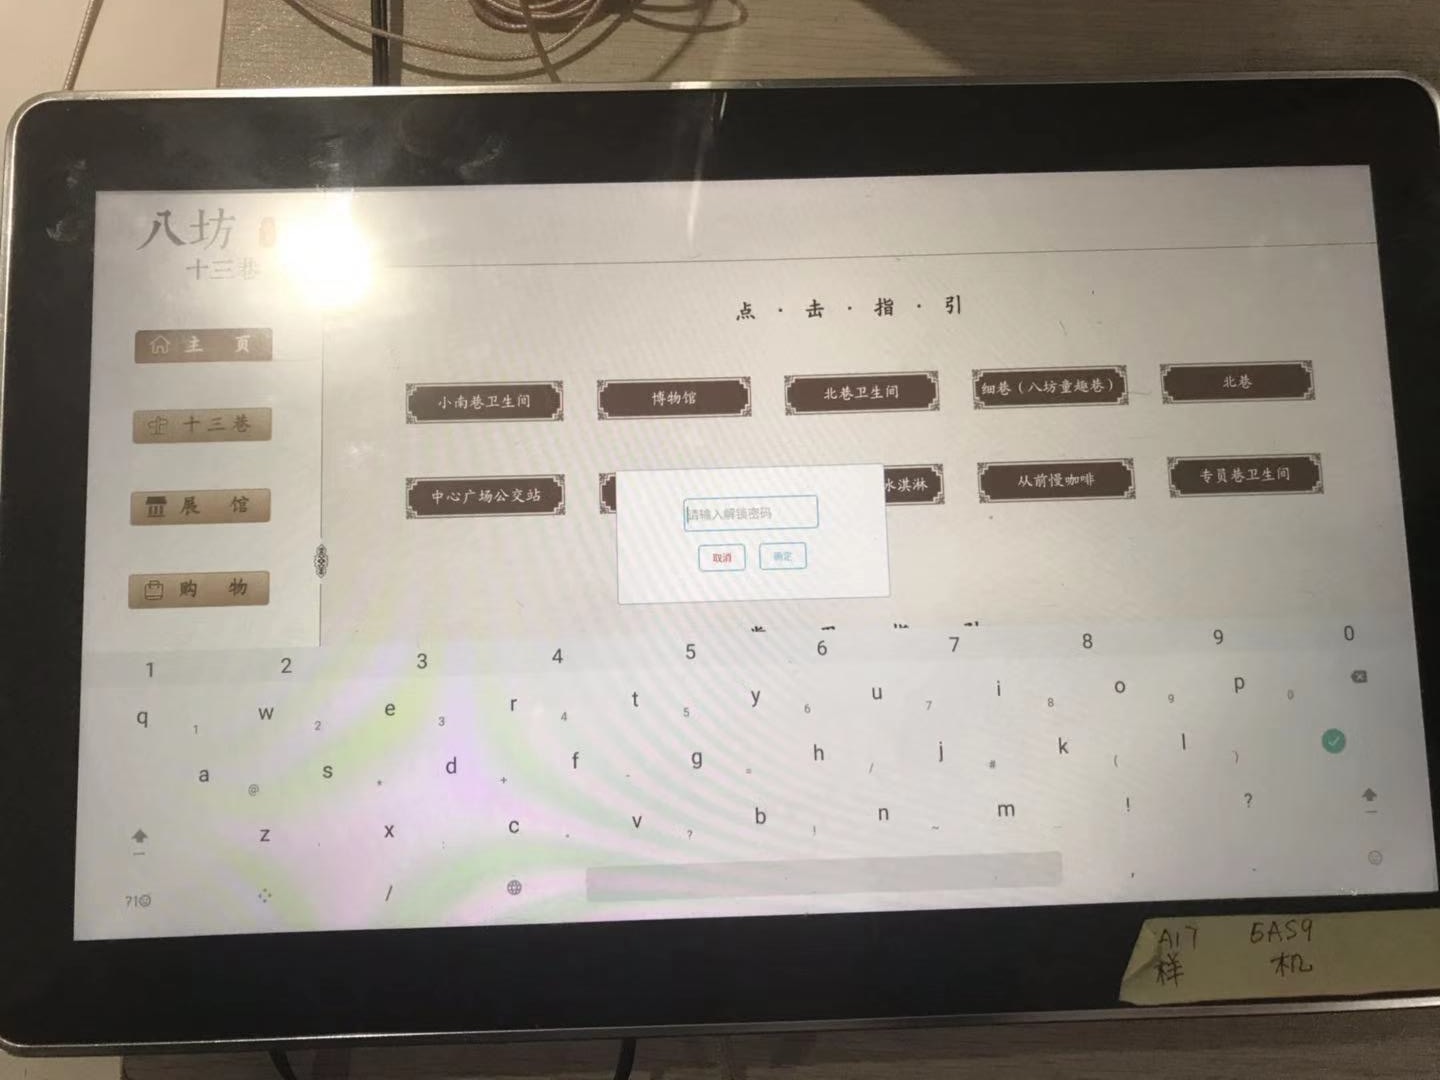 八坊
十三巷
点·击·指·引
主 页
小南巷卫生间 博物馆 北巷卫生间 细巷（八坊童趣巷） 北巷
十三巷
中心广场公交站 水淇淋 从前慢咖啡 专员巷卫生间
展 馆
请输入解锁密码
取消 确定
购 物
1 2 3 4 5 6 7 8 9 0
q 1 w 2 e 3 r 4 t 5 y 6 u 7 i 8 o 9 p 0
a @ s * d + f - g = h / j # k ( l )
z x c v ? b ! n ~ m ! ?
?1☺ / , .
A17 EAS9
样 机